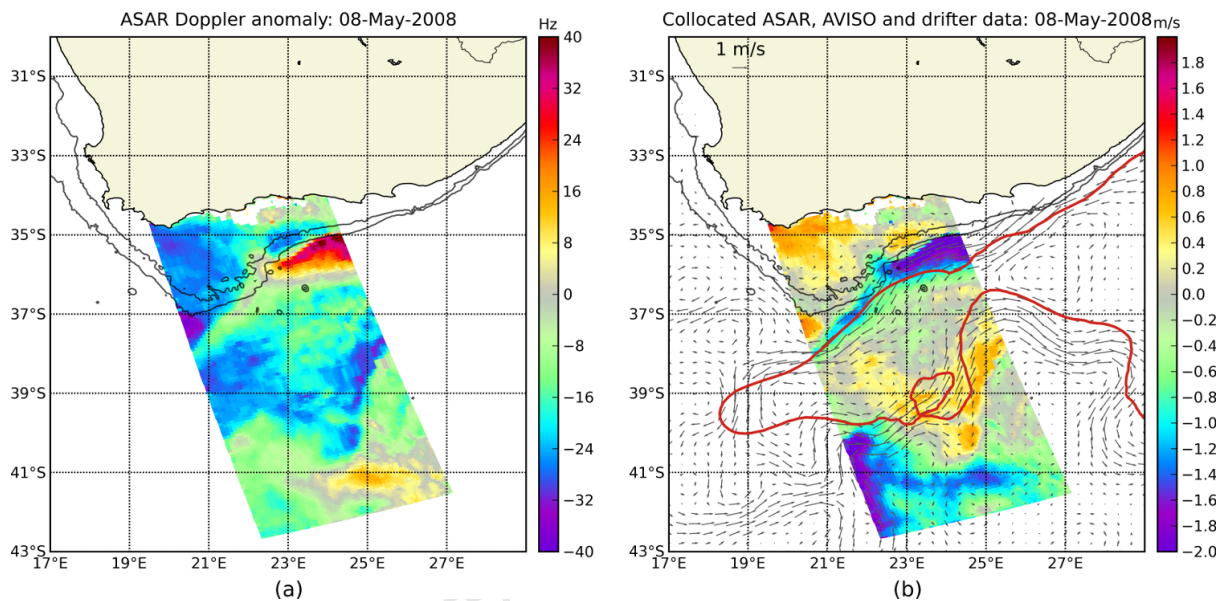 ASAR Doppler anomaly: 08-May-2008
Hz
31°S
33°S
35°S
37°S
39°S
41°S
43°S
17°E
19°E
21°E
23°E
25°E
27°E
40
32
24
16
8
0
−8
−16
−24
−32
−40
(a)
Collocated ASAR, AVISO and drifter data: 08-May-2008
m/s
1 m/s
31°S
33°S
35°S
37°S
39°S
41°S
43°S
17°E
19°E
21°E
23°E
25°E
27°E
1.8
1.6
1.4
1.2
1.0
0.8
0.6
0.4
0.2
0.0
−0.2
−0.4
−0.6
−0.8
−1.0
−1.2
−1.4
−1.6
−1.8
−2.0
(b)